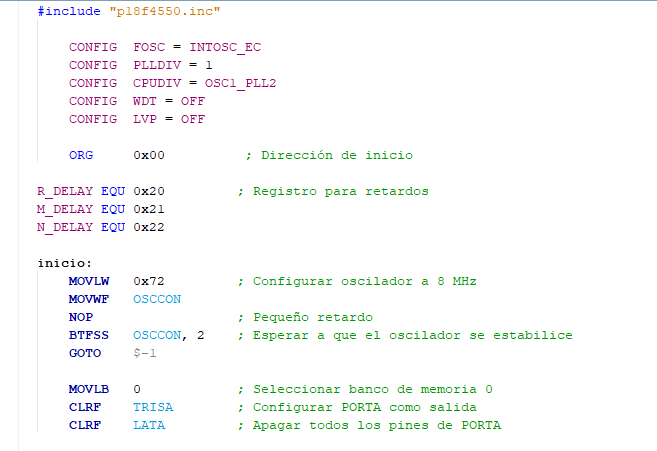 #include "p18f4550.inc"
CONFIG FOSC = INTOSC_EC
CONFIG PLLDIV = 1
CONFIG CPUDIV = OSC1_PLL2
CONFIG WDT = OFF
CONFIG LVP = OFF
ORG 0x00 ; Dirección de inicio
R_DELAY EQU 0x20 ; Registro para retardos
M_DELAY EQU 0x21
N_DELAY EQU 0x22
inicio:
MOVLW 0x72 ; Configurar oscilador a 8 MHz
MOVWF OSCCON
NOP ; Pequeño retardo
BTFSS OSCCON, 2 ; Esperar a que el oscilador se estabilice
GOTO $-1
MOVLB 0 ; Seleccionar banco de memoria 0
CLRF TRISA ; Configurar PORTA como salida
CLRF LATA ; Apagar todos los pines de PORTA